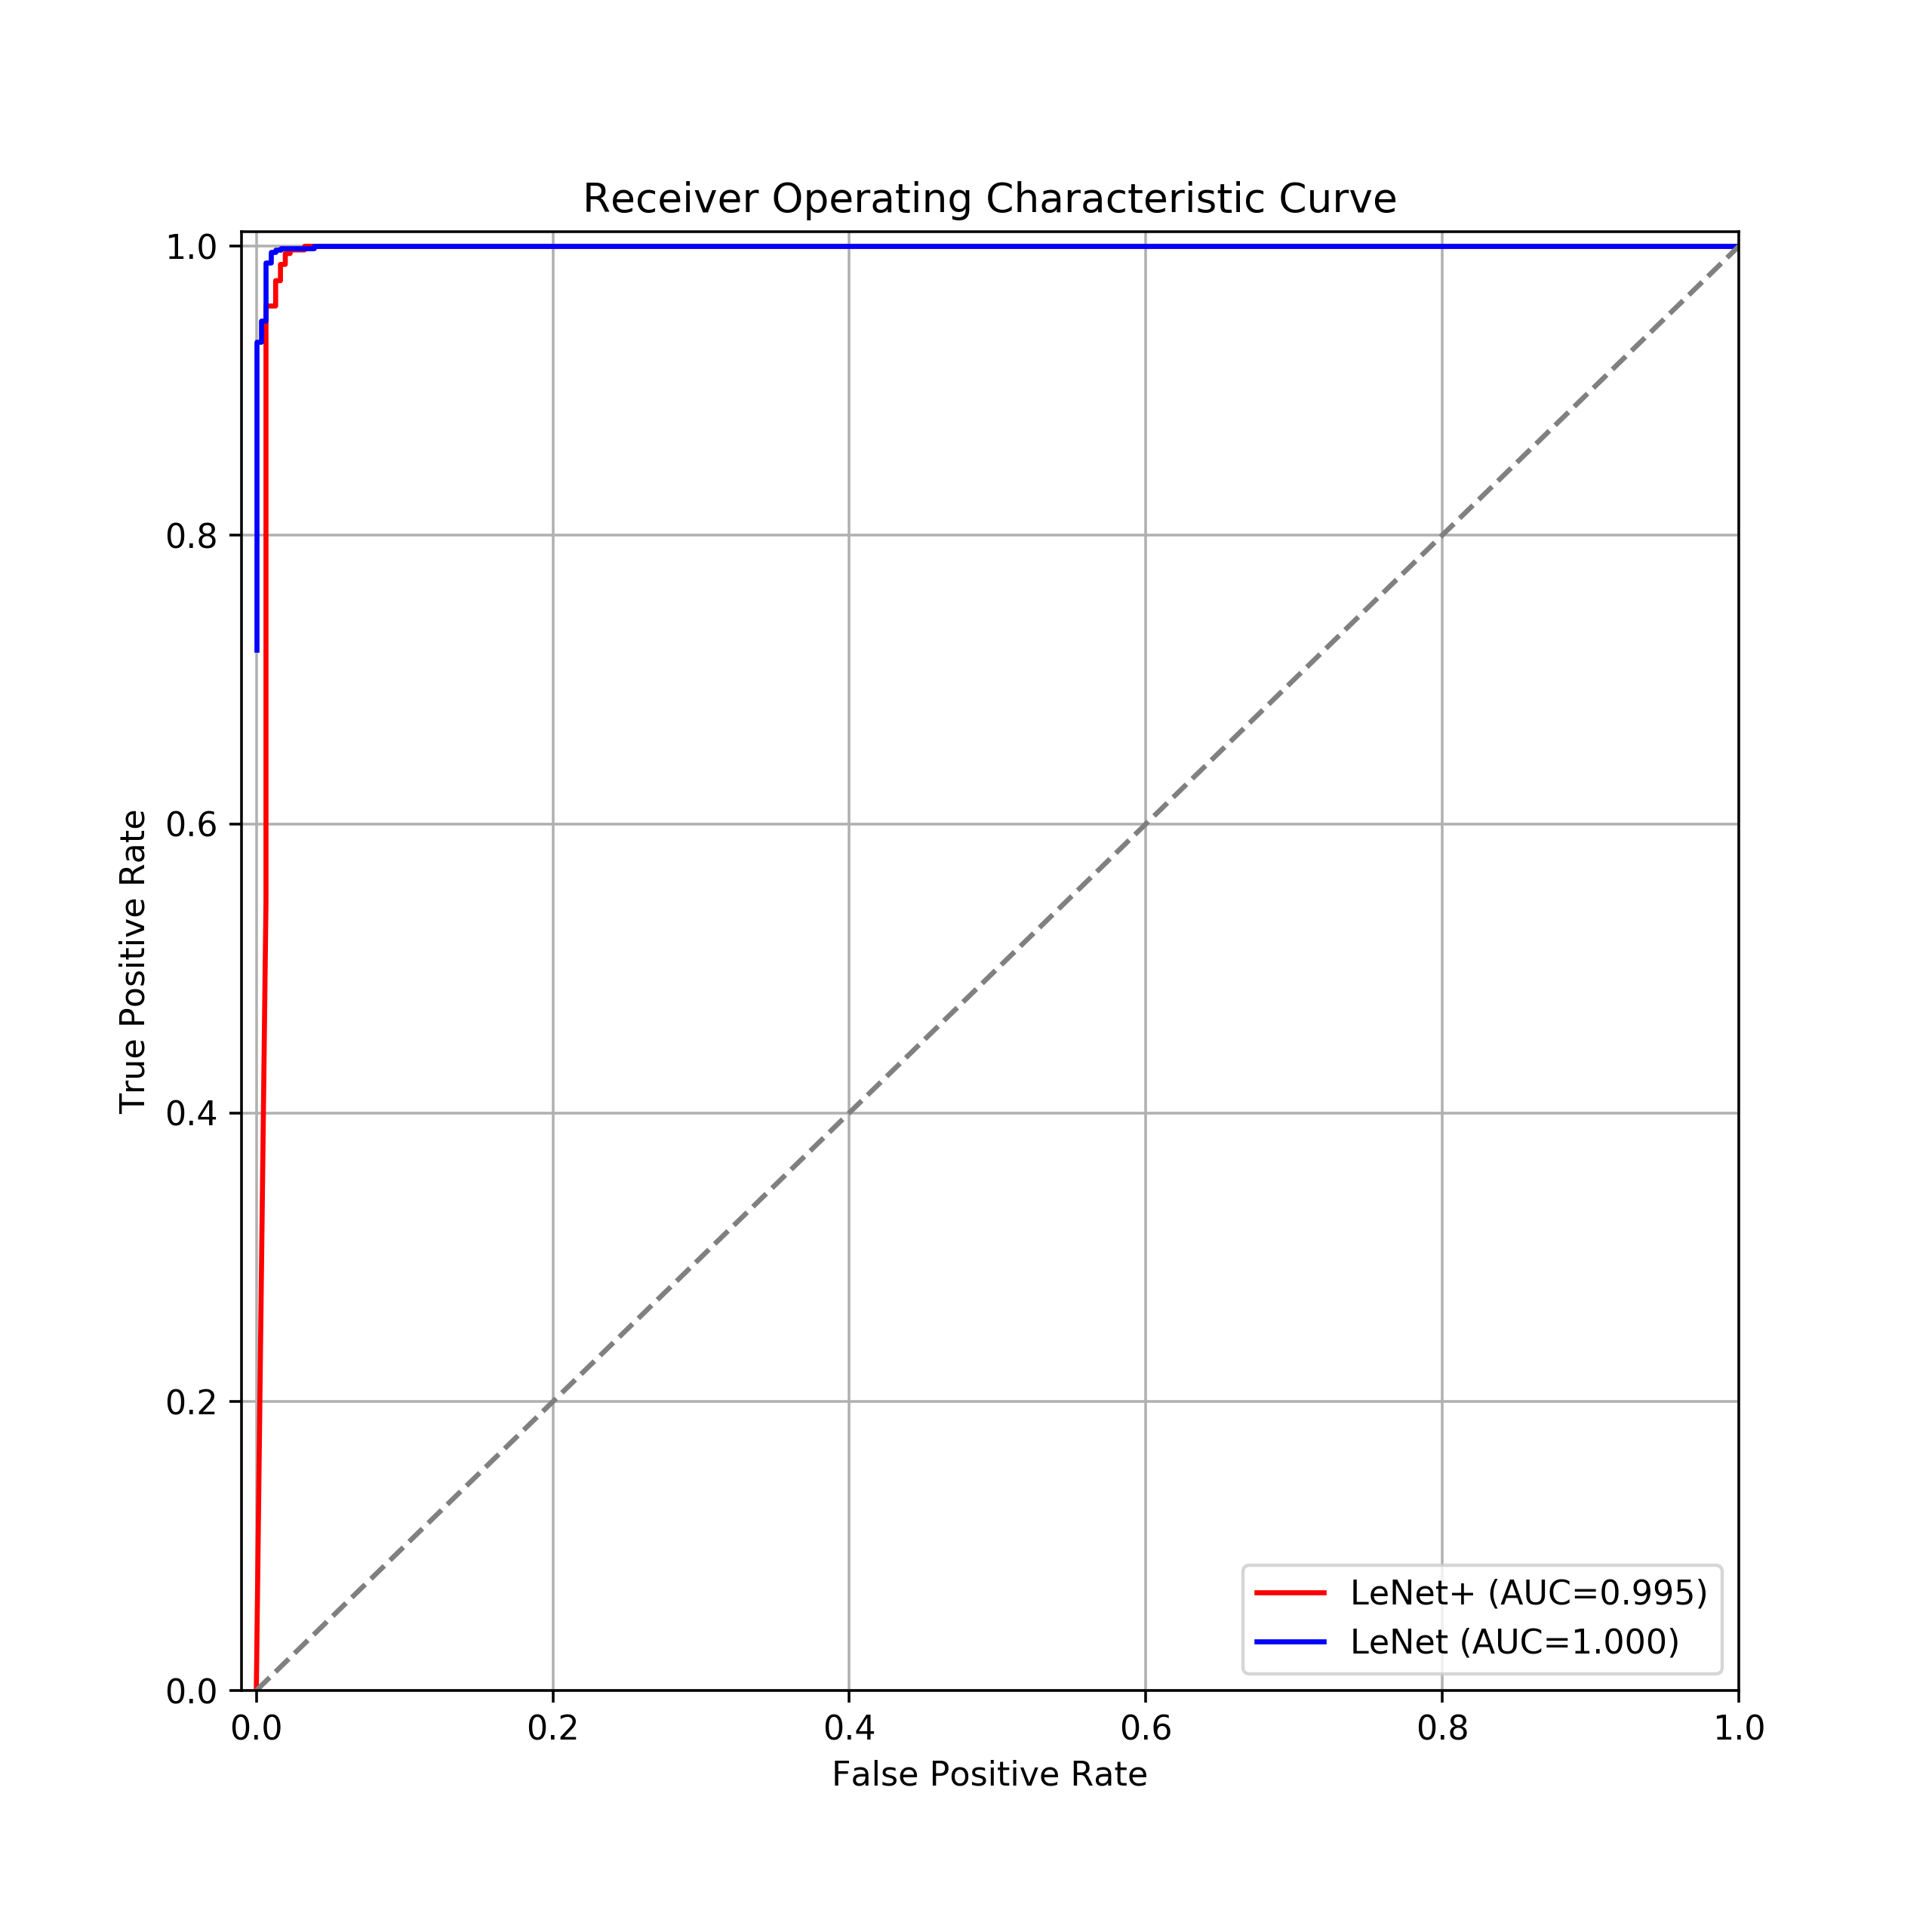 Receiver Operating Characteristic Curve
1.0
0.8
0.6
0.4
0.2
0.0
True Positive Rate
0.0 0.2 0.4 0.6 0.8 1.0
False Positive Rate
LeNet+ (AUC=0.995)
LeNet (AUC=1.000)